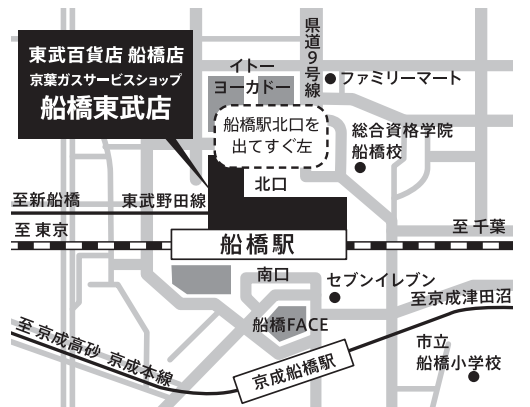 東武百貨店 船橋店
京葉ガスサービスショップ
船橋東武店
イトー
ヨーカドー
県道9号線
ファミリーマート
船橋駅北口を
出てすぐ左
総合資格学院
船橋校
北口
至新船橋
東武野田線
至 東京
至 千葉
船橋駅
南口
セブンイレブン
至京成津田沼
船橋FACE
至 京成高砂 京成本線
京成船橋駅
市立
船橋小学校